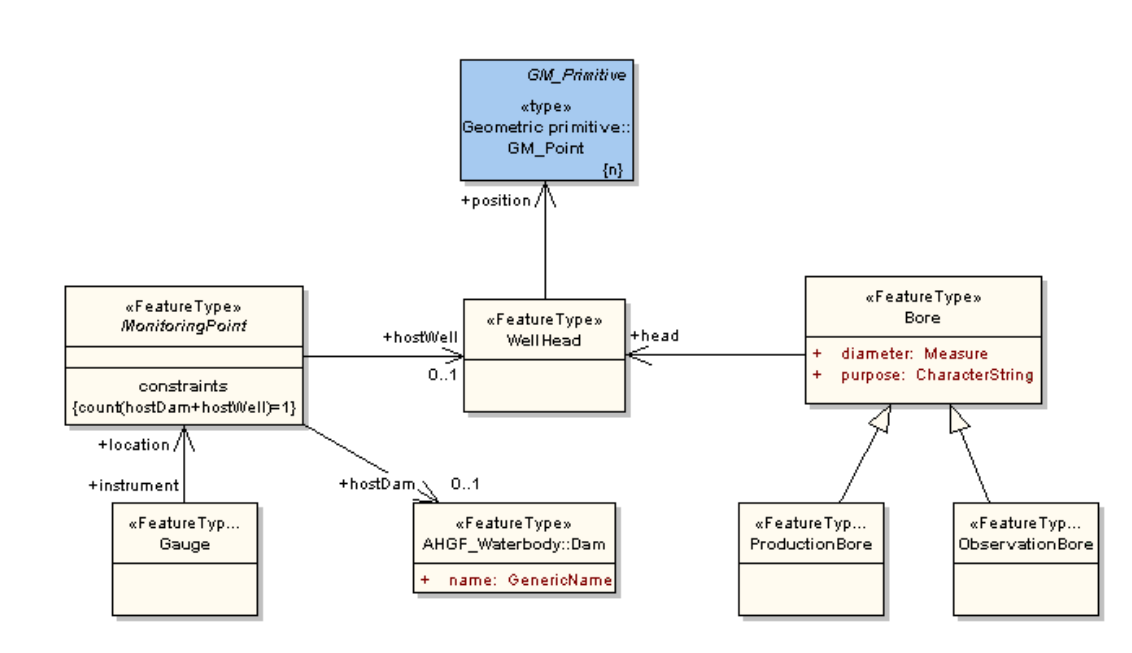 GM_Primitive
«type»
Geometric primitive::
GM_Point
{n}
+position
«FeatureType»
MonitoringPoint
constraints
{count(hostDam+hostWell)=1}
+hostWell
0..1
«FeatureType»
WellHead
+head
«FeatureType»
Bore
+ diameter: Measure
+ purpose: CharacterString
+location
+instrument
+hostDam
0..1
«FeatureTyp...
Gauge
«FeatureType»
AHGF_Waterbody::Dam
+ name: GenericName
«FeatureTyp...
ProductionBore
«FeatureTyp...
ObservationBore